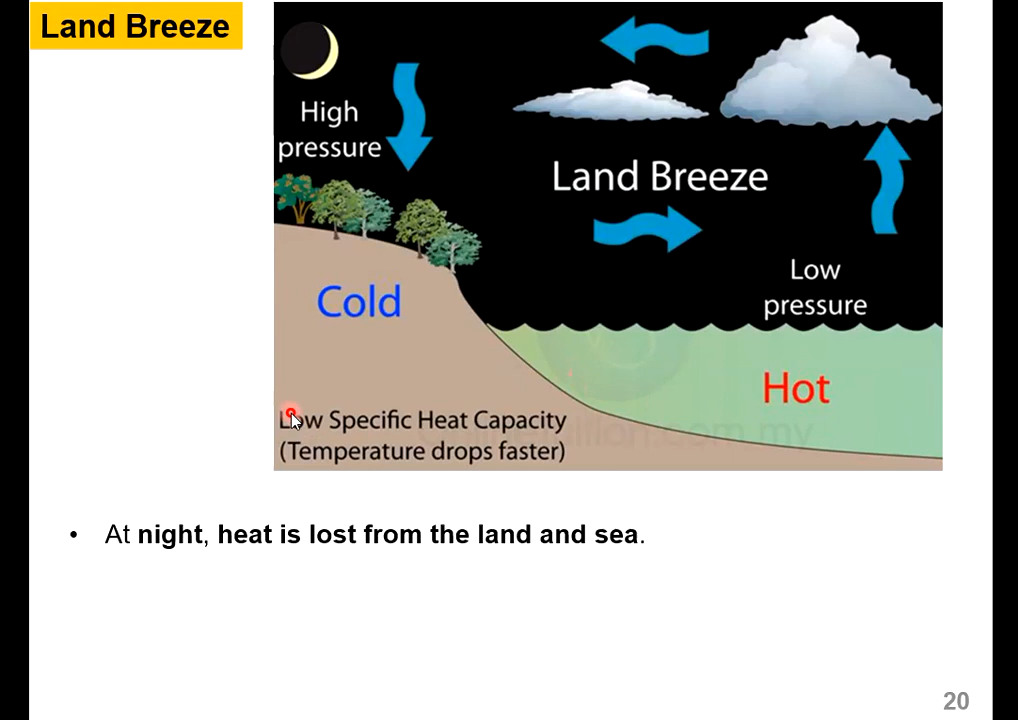 Land Breeze
High
pressure
Land Breeze
Low
pressure
Cold
Hot
Low Specific Heat Capacity
(Temperature drops faster)
• At night, heat is lost from the land and sea.
20